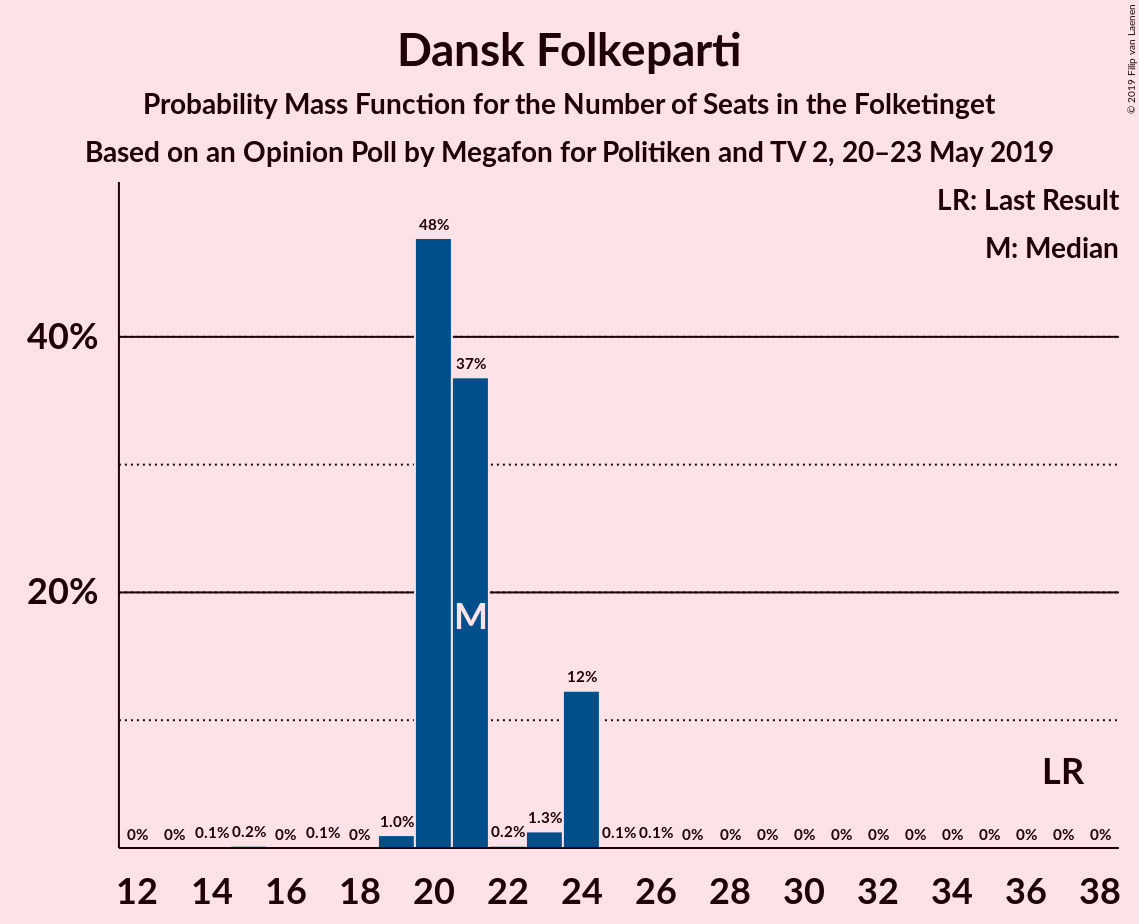 Dansk Folkeparti
Probability Mass Function for the Number of Seats in the Folketinget
Based on an Opinion Poll by Megafon for Politiken and TV 2, 20–23 May 2019
© 2019 Filip van Laenen
LR: Last Result
M: Median
40%
20%
0% 0% 0.1% 0.2% 0% 0.1% 0% 1.0% 48% 37% 0.2% 1.3% 12% 0.1% 0.1% 0% 0% 0% 0% 0% 0% 0% 0% 0% 0% 0% 0%
M
LR
12 14 16 18 20 22 24 26 28 30 32 34 36 38